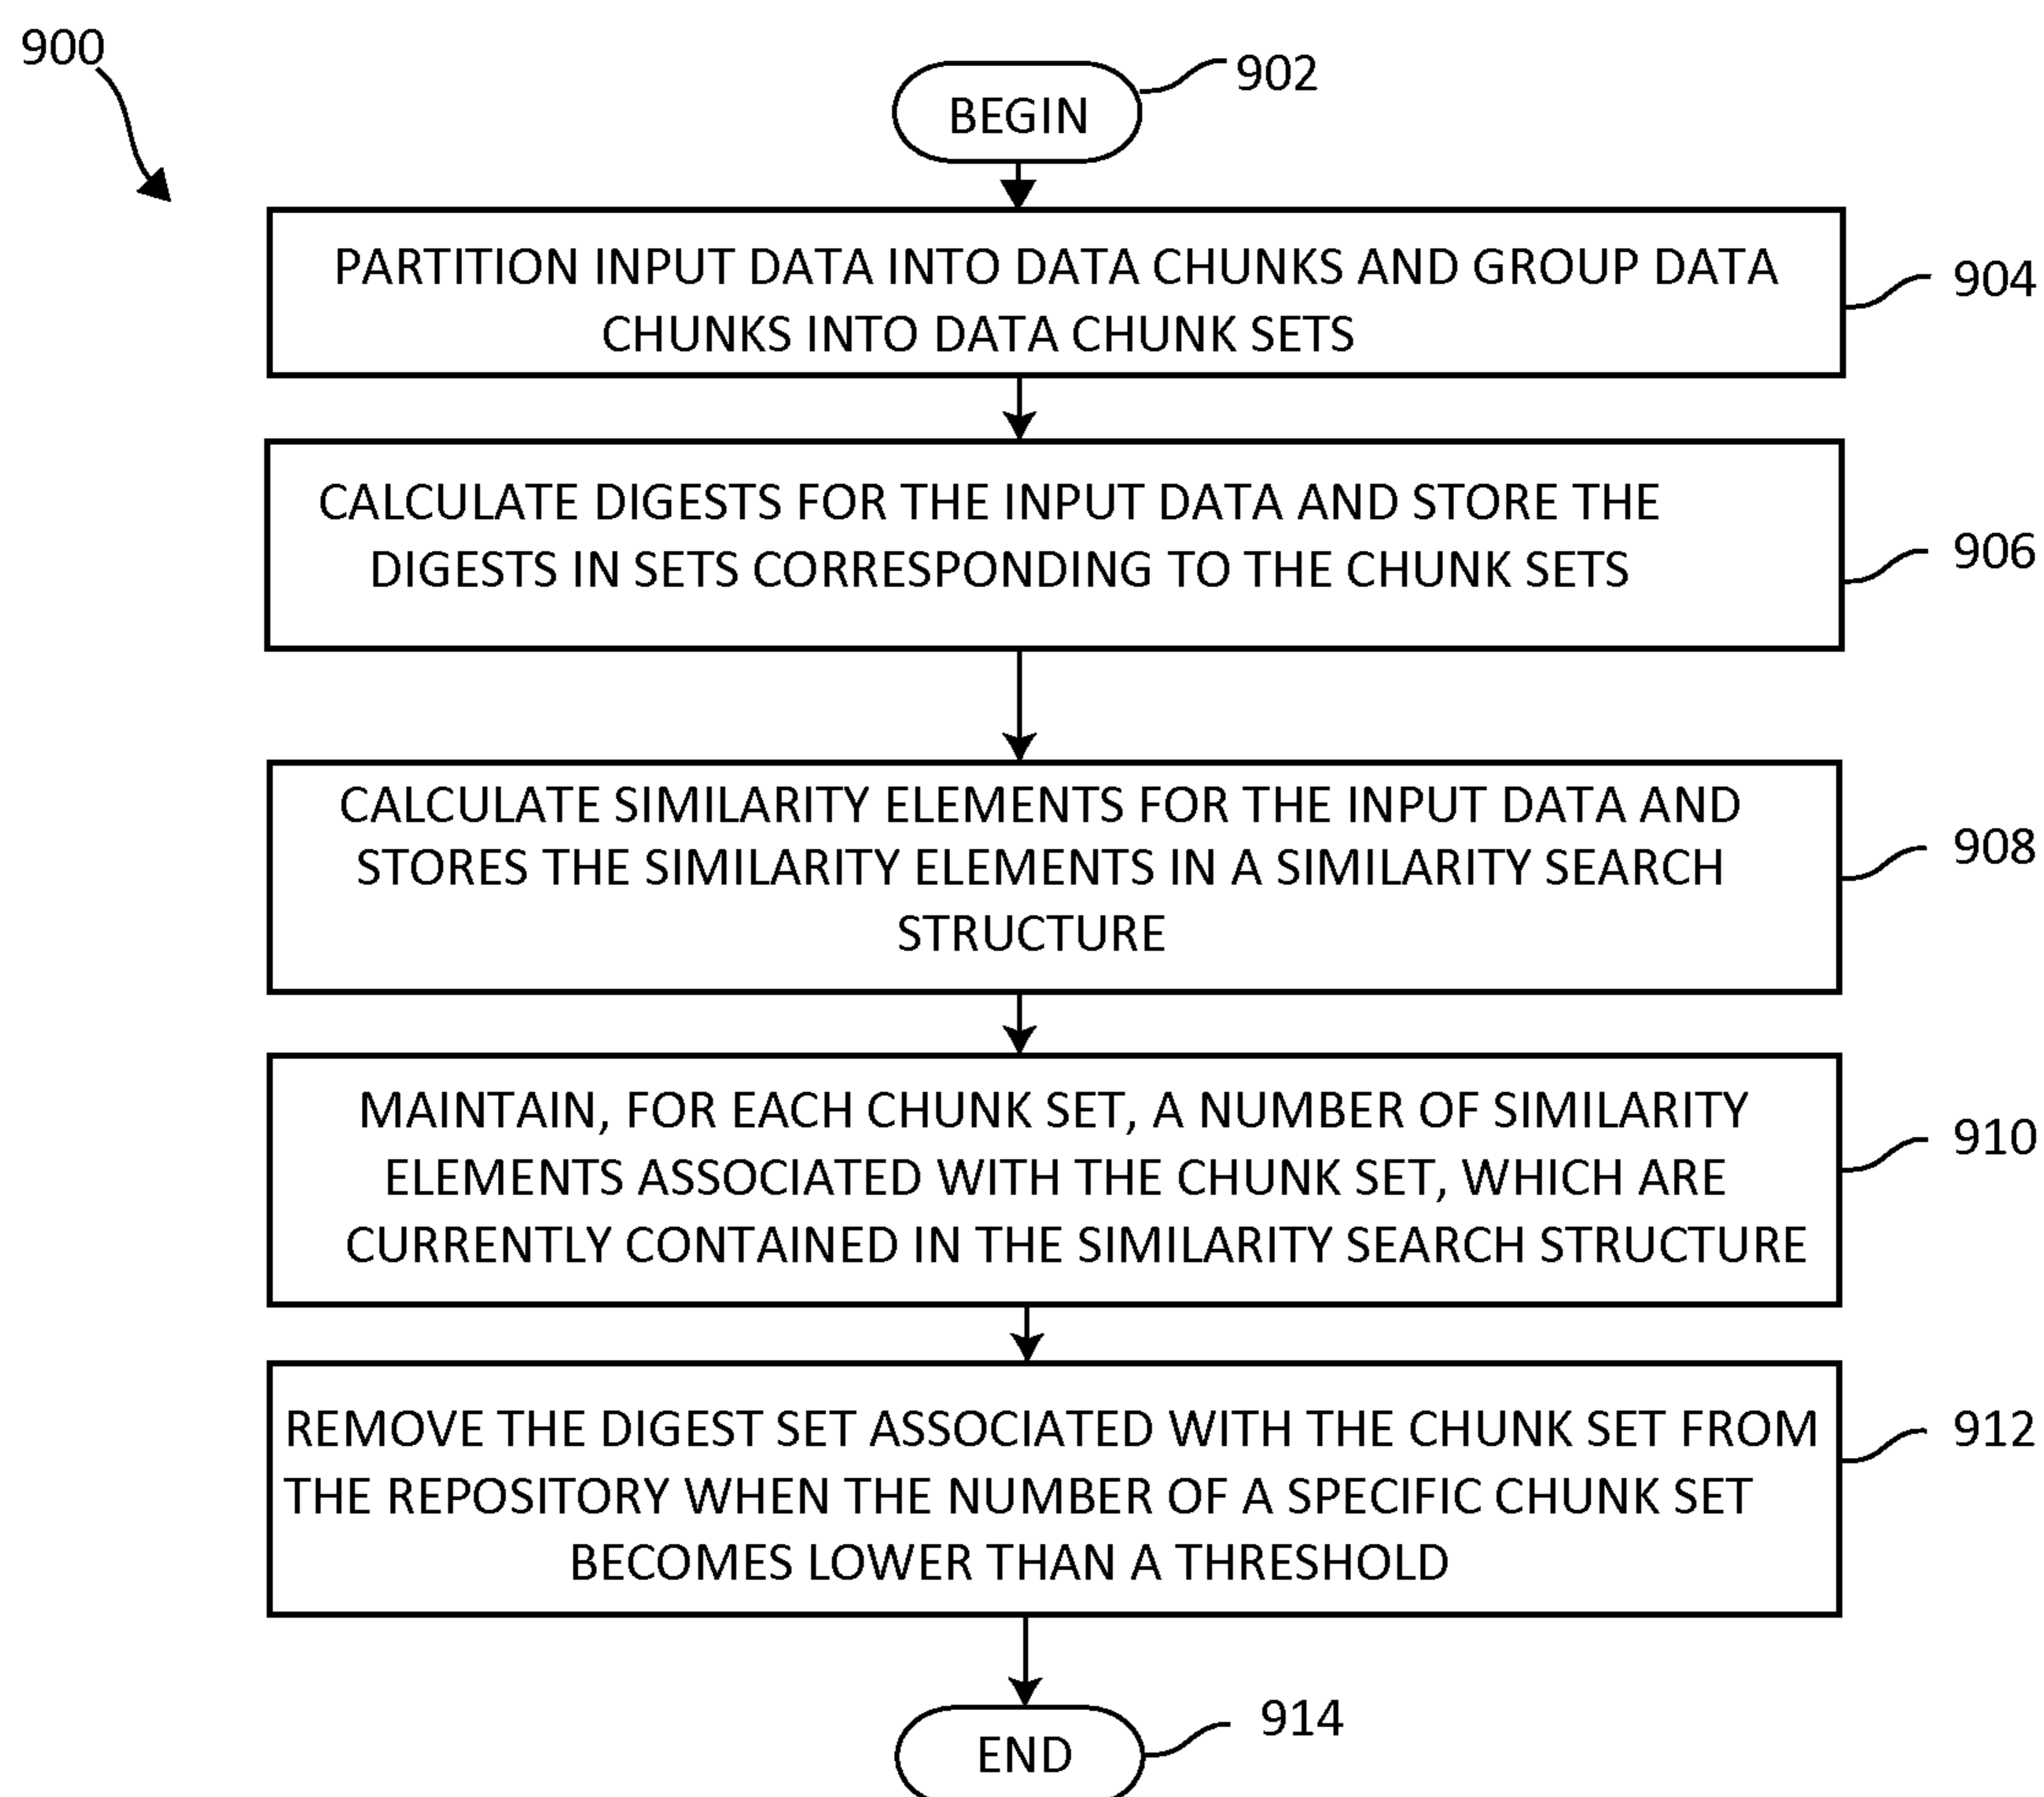 900
BEGIN
902
PARTITION INPUT DATA INTO DATA CHUNKS AND GROUP DATA
CHUNKS INTO DATA CHUNK SETS
904
CALCULATE DIGESTS FOR THE INPUT DATA AND STORE THE
DIGESTS IN SETS CORRESPONDING TO THE CHUNK SETS
906
CALCULATE SIMILARITY ELEMENTS FOR THE INPUT DATA AND
STORES THE SIMILARITY ELEMENTS IN A SIMILARITY SEARCH
STRUCTURE
908
MAINTAIN, FOR EACH CHUNK SET, A NUMBER OF SIMILARITY
ELEMENTS ASSOCIATED WITH THE CHUNK SET, WHICH ARE
CURRENTLY CONTAINED IN THE SIMILARITY SEARCH STRUCTURE
910
REMOVE THE DIGEST SET ASSOCIATED WITH THE CHUNK SET FROM
THE REPOSITORY WHEN THE NUMBER OF A SPECIFIC CHUNK SET
BECOMES LOWER THAN A THRESHOLD
912
END
914